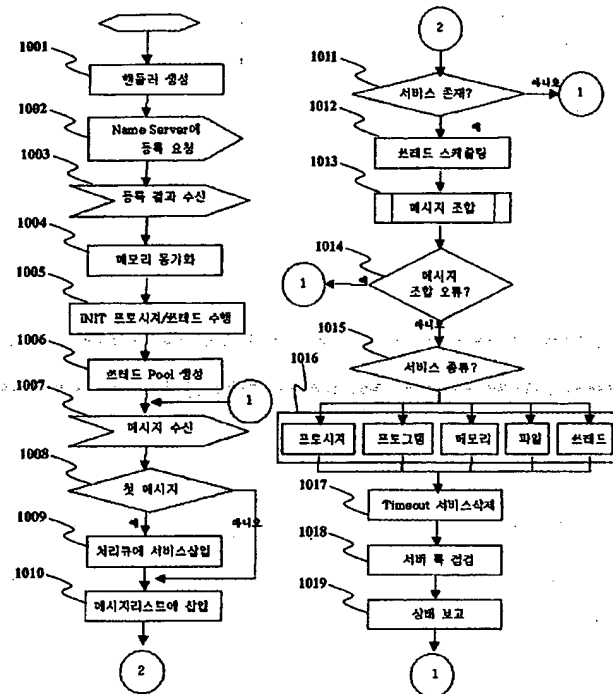 1001
핸들러 생성
1002
Name Server에
등록 요청
1003
등록 결과 수신
1004
메모리 동기화
1005
INIT 프로시저/쓰레드 수행
1006
쓰레드 Pool 생성
1
1007
메시지 수신
1008
첫 메시지
예
아니오
1009
처리큐에 서비스삽입
1010
메시지리스트에 삽입
2
2
1011
서비스 존재?
아니오
1
1012
예
쓰레드 스케쥴링
1013
메시지 조합
1014
메시지
조합 오류?
예
1
아니오
1015
서비스 종류?
1016
프로시저
프로그램
메모리
파일
쓰레드
1017
Timeout 서비스삭제
1018
서버 록 점검
1019
상태 보고
1